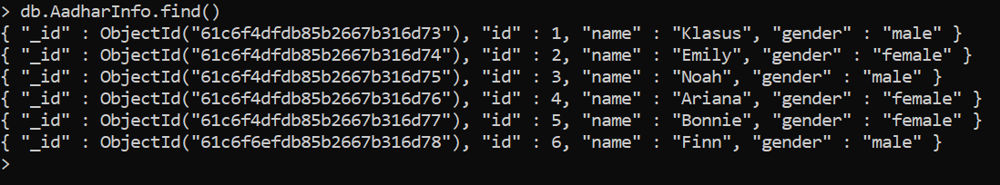 > db.AadharInfo.find()
{ "_id" : ObjectId("61c6f4dfdb85b2667b316d73"), "id" : 1, "name" : "Klasus", "gender" : "male" }
{ "_id" : ObjectId("61c6f4dfdb85b2667b316d74"), "id" : 2, "name" : "Emily", "gender" : "female" }
{ "_id" : ObjectId("61c6f4dfdb85b2667b316d75"), "id" : 3, "name" : "Noah", "gender" : "male" }
{ "_id" : ObjectId("61c6f4dfdb85b2667b316d76"), "id" : 4, "name" : "Ariana", "gender" : "female" }
{ "_id" : ObjectId("61c6f4dfdb85b2667b316d77"), "id" : 5, "name" : "Bonnie", "gender" : "female" }
{ "_id" : ObjectId("61c6f6efdb85b2667b316d78"), "id" : 6, "name" : "Finn", "gender" : "male" }
>